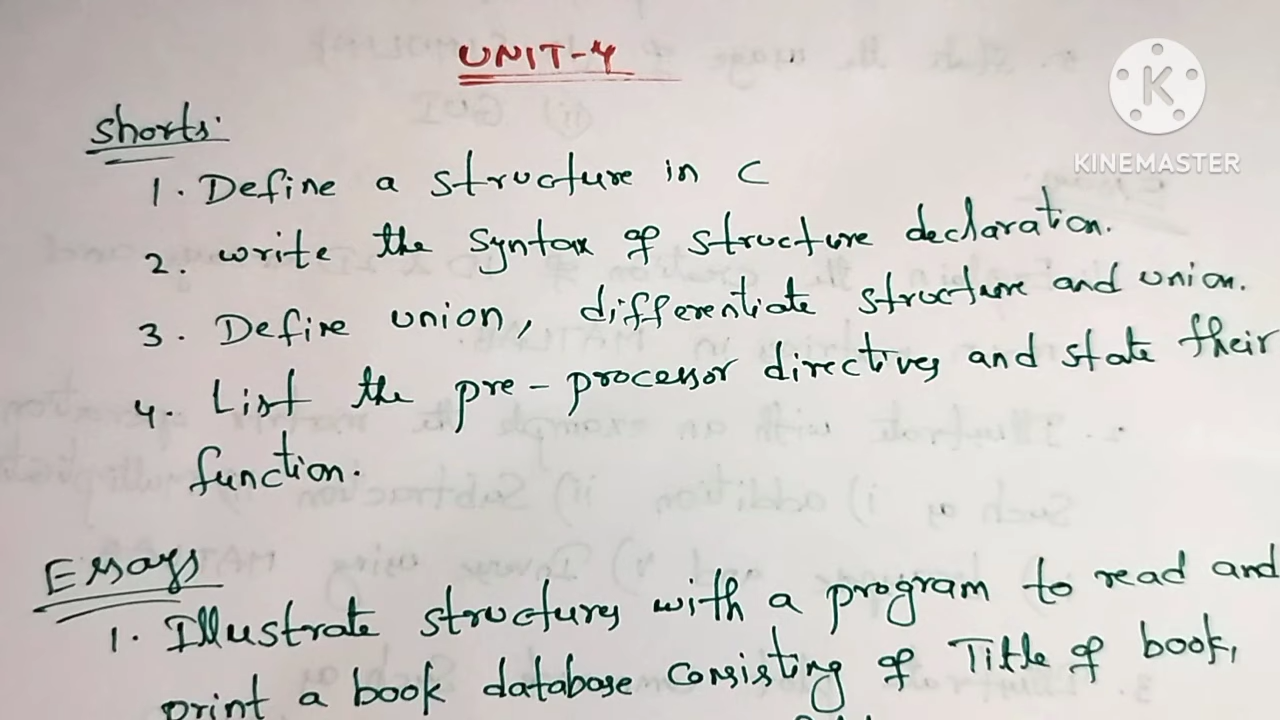 UNIT-4
Shorts:
1. Define a structure in C
2. write the syntax of structure declaration.
3. Define union, differentiate structure and union.
4. List the pre-processor directives and state their
function.
Essays
1. Illustrate structures with a program to read and
print a book database consisting of Title of book,
KINEMASTER